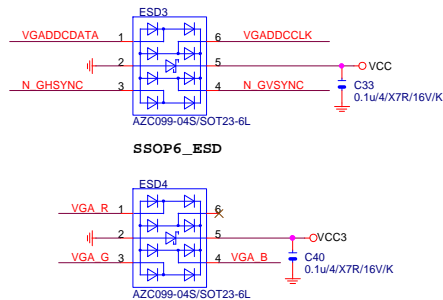 ESD3
VGADDCDATA 1 6 VGADDCCLK
2 5 VCC
N_GHSYNC 3 4 N_GVSYNC
C33
0.1u/4/X7R/16V/K
AZC099-04S/SOT23-6L
SSOP6_ESD
ESD4
VGA_R 1 6
2 5 VCC3
VGA_G 3 4 VGA_B
C40
0.1u/4/X7R/16V/K
AZC099-04S/SOT23-6L